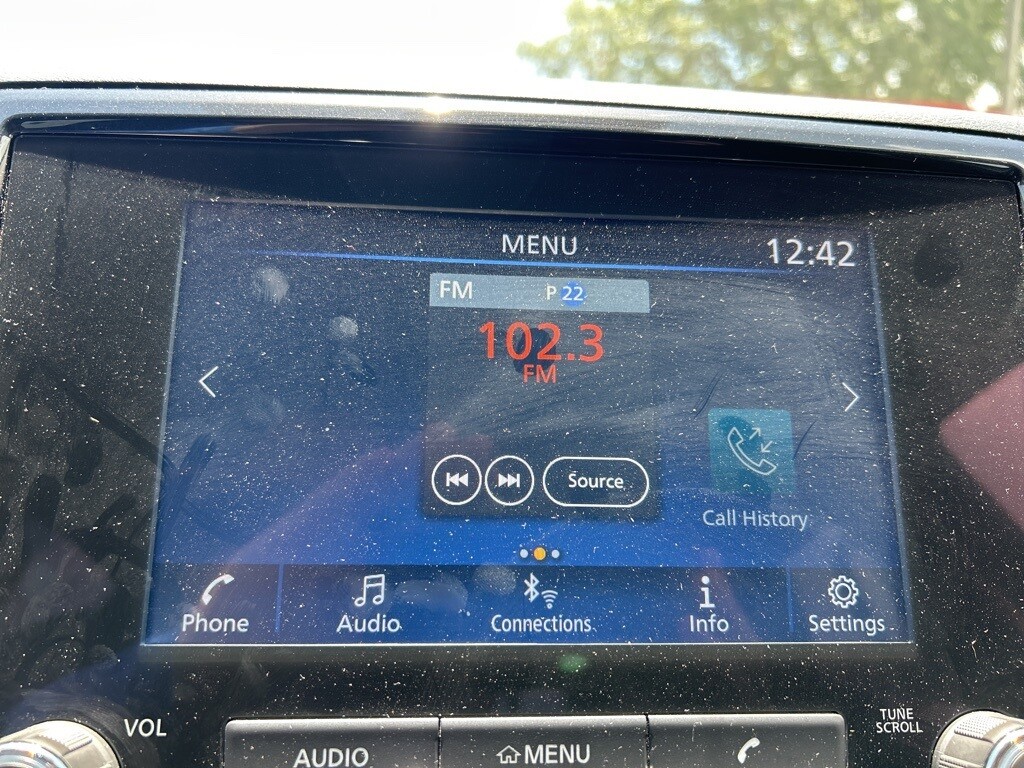 MENU
12:42
FM P 22
102.3
FM
Source
Call History
Phone
Audio
Connections
Info
Settings
VOL
TUNE
SCROLL
AUDIO
MENU